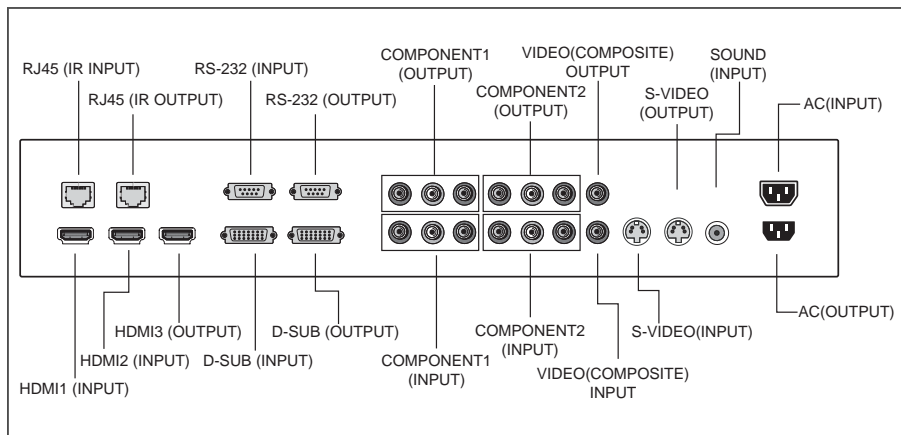 RJ45 (IR INPUT)
RJ45 (IR OUTPUT)
RS-232 (INPUT)
RS-232 (OUTPUT)
COMPONENT1
(OUTPUT)
COMPONENT2
(OUTPUT)
VIDEO(COMPOSITE)
OUTPUT
S-VIDEO
(OUTPUT)
SOUND
(INPUT)
AC(INPUT)
HDMI1 (INPUT)
HDMI2 (INPUT)
HDMI3 (OUTPUT)
D-SUB (INPUT)
D-SUB (OUTPUT)
COMPONENT1
(INPUT)
COMPONENT2
(INPUT)
VIDEO(COMPOSITE)
INPUT
S-VIDEO(INPUT)
AC(OUTPUT)